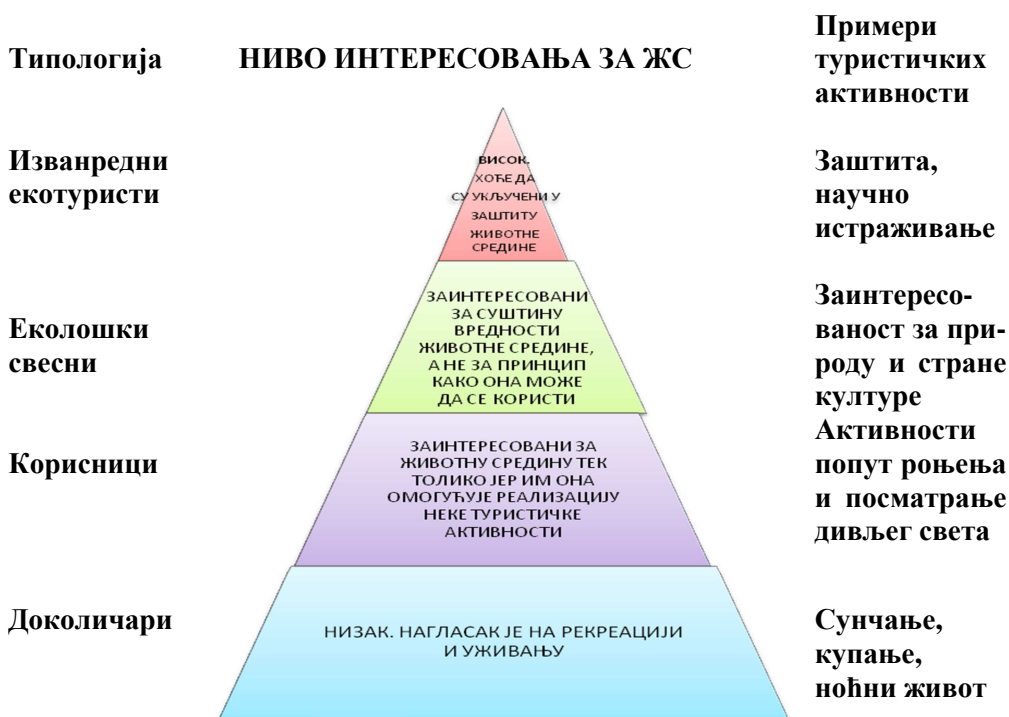 Типологија
НИВО ИНТЕРЕСОВАЊА ЗА ЖС
Примери
туристичких
активности
Изванредни
екотуристи
ВИСОК.
ХОЋЕ ДА
СУ УКЉУЧЕНИ У
ЗАШТИТУ
ЖИВОТНЕ
СРЕДИНЕ
Заштита,
научно
истраживање
Еколошки
свесни
ЗАИНТЕРЕСОВАНИ
ЗА СУШТИНУ
ВРЕДНОСТИ
ЖИВОТНЕ СРЕДИНЕ,
А НЕ ЗА ПРИНЦИП
КАКО ОНА МОЖЕ
ДА СЕ КОРИСТИ
Заинтересо-
ваност за при-
роду и стране
културе
Корисници
ЗАИНТЕРЕСОВАНИ ЗА
ЖИВОТНУ СРЕДИНУ ТЕК
ТОЛИКО ЈЕР ИМ ОНА
ОМОГУЋУЈЕ РЕАЛИЗАЦИЈУ
НЕКЕ ТУРИСТИЧКЕ
АКТИВНОСТИ
Активности
попут роњења
и посматрање
дивљег света
Доколичари
НИЗАК. НАГЛАСАК ЈЕ НА РЕКРЕАЦИЈИ
И УЖИВАЊУ
Сунчање,
купање,
ноћни живот